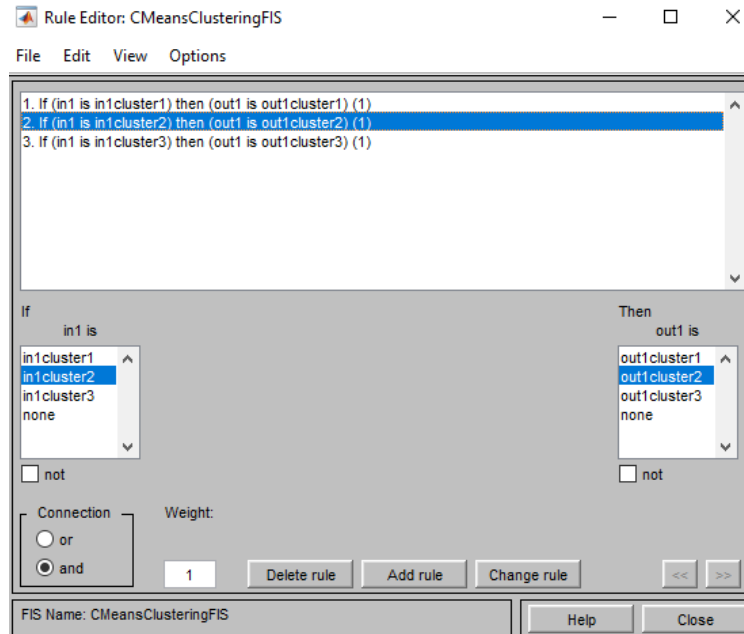 Rule Editor: CMeansClusteringFIS
File Edit View Options
1. If (in1 is in1cluster1) then (out1 is out1cluster1) (1)
2. If (in1 is in1cluster2) then (out1 is out1cluster2) (1)
3. If (in1 is in1cluster3) then (out1 is out1cluster3) (1)
If
in1 is
in1cluster1
in1cluster2
in1cluster3
none
not
Then
out1 is
out1cluster1
out1cluster2
out1cluster3
none
not
Connection
or
and
Weight:
1
Delete rule
Add rule
Change rule
<<
>>
FIS Name: CMeansClusteringFIS
Help
Close